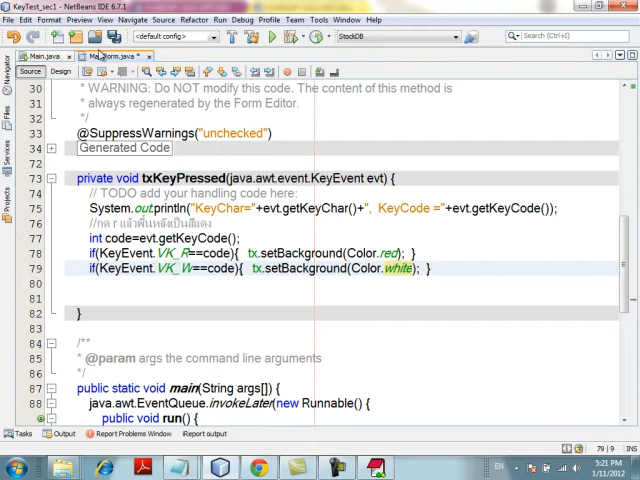 KeyTest_sec1 - NetBeans IDE 6.7.1
File Edit View Navigate Source Refactor Run Debug Profile Team Tools Window Help
<default config>
StockDB
Main.java
Form.java *
Source Design
Navigator
Files
Services
Projects
30 * WARNING: Do NOT modify this code. The content of this method is
31 * always regenerated by the Form Editor.
32 */
33 @SuppressWarnings("unchecked")
34 Generated Code
72
73 private void txKeyPressed(java.awt.event.KeyEvent evt) {
74 // TODO add your handling code here:
75 System.out.println("KeyChar="+evt.getKeyChar()+", KeyCode ="+evt.getKeyCode());
76 //กด r แล้วพื้นหลังเป็นสีแดง
77 int code=evt.getKeyCode();
78 if(KeyEvent.VK_R==code){ tx.setBackground(Color.red); }
79 if(KeyEvent.VK_W==code){ tx.setBackground(Color.white); }
80
81
82 }
83
84 /**
85 * @param args the command line arguments
86 */
87 public static void main(String args[]) {
88 java.awt.EventQueue.invokeLater(new Runnable() {
public void run() {
Tasks Output Report Problems Window iReport output
79 | 9 INS
EN
5:21 PM
1/11/2012